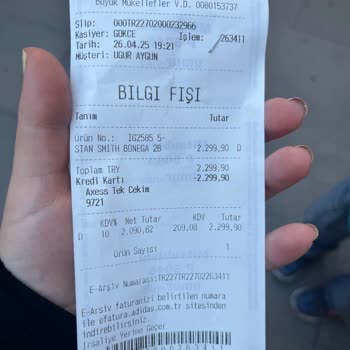 Büyük Mükellefler V.D. 0080153737
Slip: 000TR22702000232966
Kasiyer: GÖKCE İşlem: /263411
Tarih: 26.04.25 19:21
Müşteri: UGUR AYGUN
BILGI FIŞI
Tanım Tutar
Ürün No.: IG2585 5-
STAN SMITH BONEGA 2B 2.299,90 D
Toplam TRY 2.299,90
Kredi Kartı -2.299,90
Axess Tek Cekim
9721
KDV% Net Tutar KDV Tutar
D 10 2.090,82 209,08 2.299,90
Ürün Sayısı 1
E-Arşiv Numarası:TR2271R22702263411
E-Arşiv faturanızı belirtilen numara
ile efatura.adidas.com.tr sitesinden
indirebilirsiniz.
İrsaliye Yerine Geçer